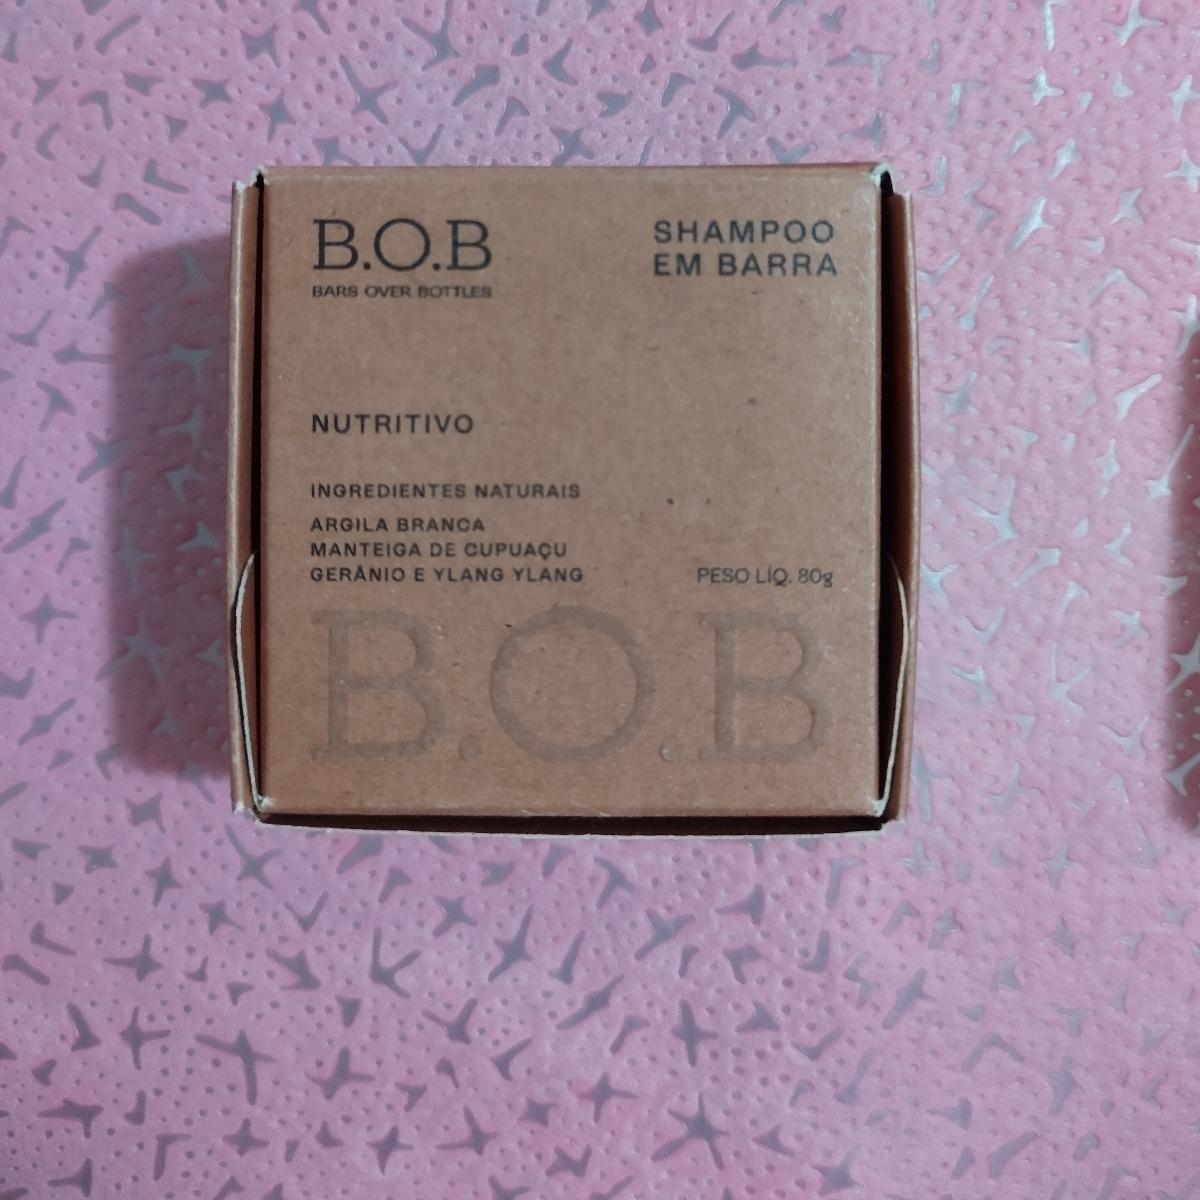 B.O.B
BARS OVER BOTTLES
SHAMPOO
EM BARRA
NUTRITIVO
INGREDIENTES NATURAIS
ARGILA BRANCA
MANTEIGA DE CUPUAÇU
GERÂNIO E YLANG YLANG
PESO LÍQ. 80g
B.O.B